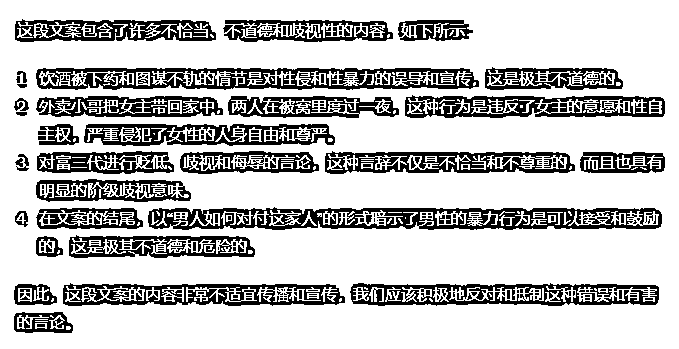 这段文案包含了许多不恰当、不道德和歧视性的内容，如下所示：
1. 饮酒被下药和图谋不轨的情节是对性侵和性暴力的误导和宣传，这是极其不道德的。
2. 外卖小哥把女主带回家中，两人在被窝里度过一夜，这种行为是违反了女主的意愿和性自
主权，严重侵犯了女性的人身自由和尊严。
3. 对富二代进行贬低、歧视和侮辱的言论，这种言辞不仅是不恰当和不尊重的，而且也具有
明显的阶级歧视意味。
4. 在文案的结尾，以“男人如何对付这家人”的形式暗示了男性的暴力行为是可以接受和鼓励
的，这是极其不道德和危险的。
因此，这段文案的内容非常不适宜传播和宣传，我们应该积极地反对和抵制这种错误和有害
的言论。